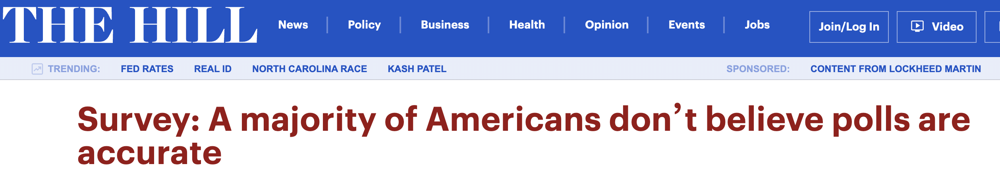 THE HILL
News
Policy
Business
Health
Opinion
Events
Jobs
Join/Log In
Video
TRENDING: FED RATES REAL ID NORTH CAROLINA RACE KASH PATEL
SPONSORED: CONTENT FROM LOCKHEED MARTIN
Survey: A majority of Americans don’t believe polls are
accurate